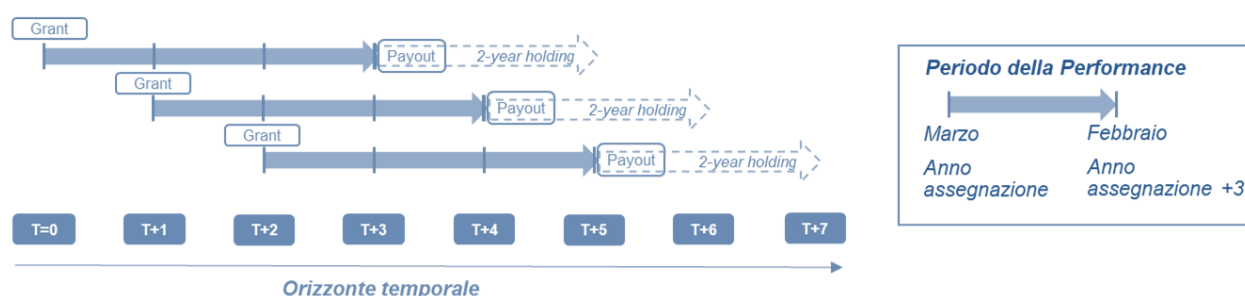 Grant
Payout 2-year holding
Grant
Payout 2-year holding
Grant
Payout 2-year holding
T=0 T+1 T+2 T+3 T+4 T+5 T+6 T+7
Orizzonte temporale
Periodo della Performance
Marzo Febbraio
Anno Anno
assegnazione assegnazione +3